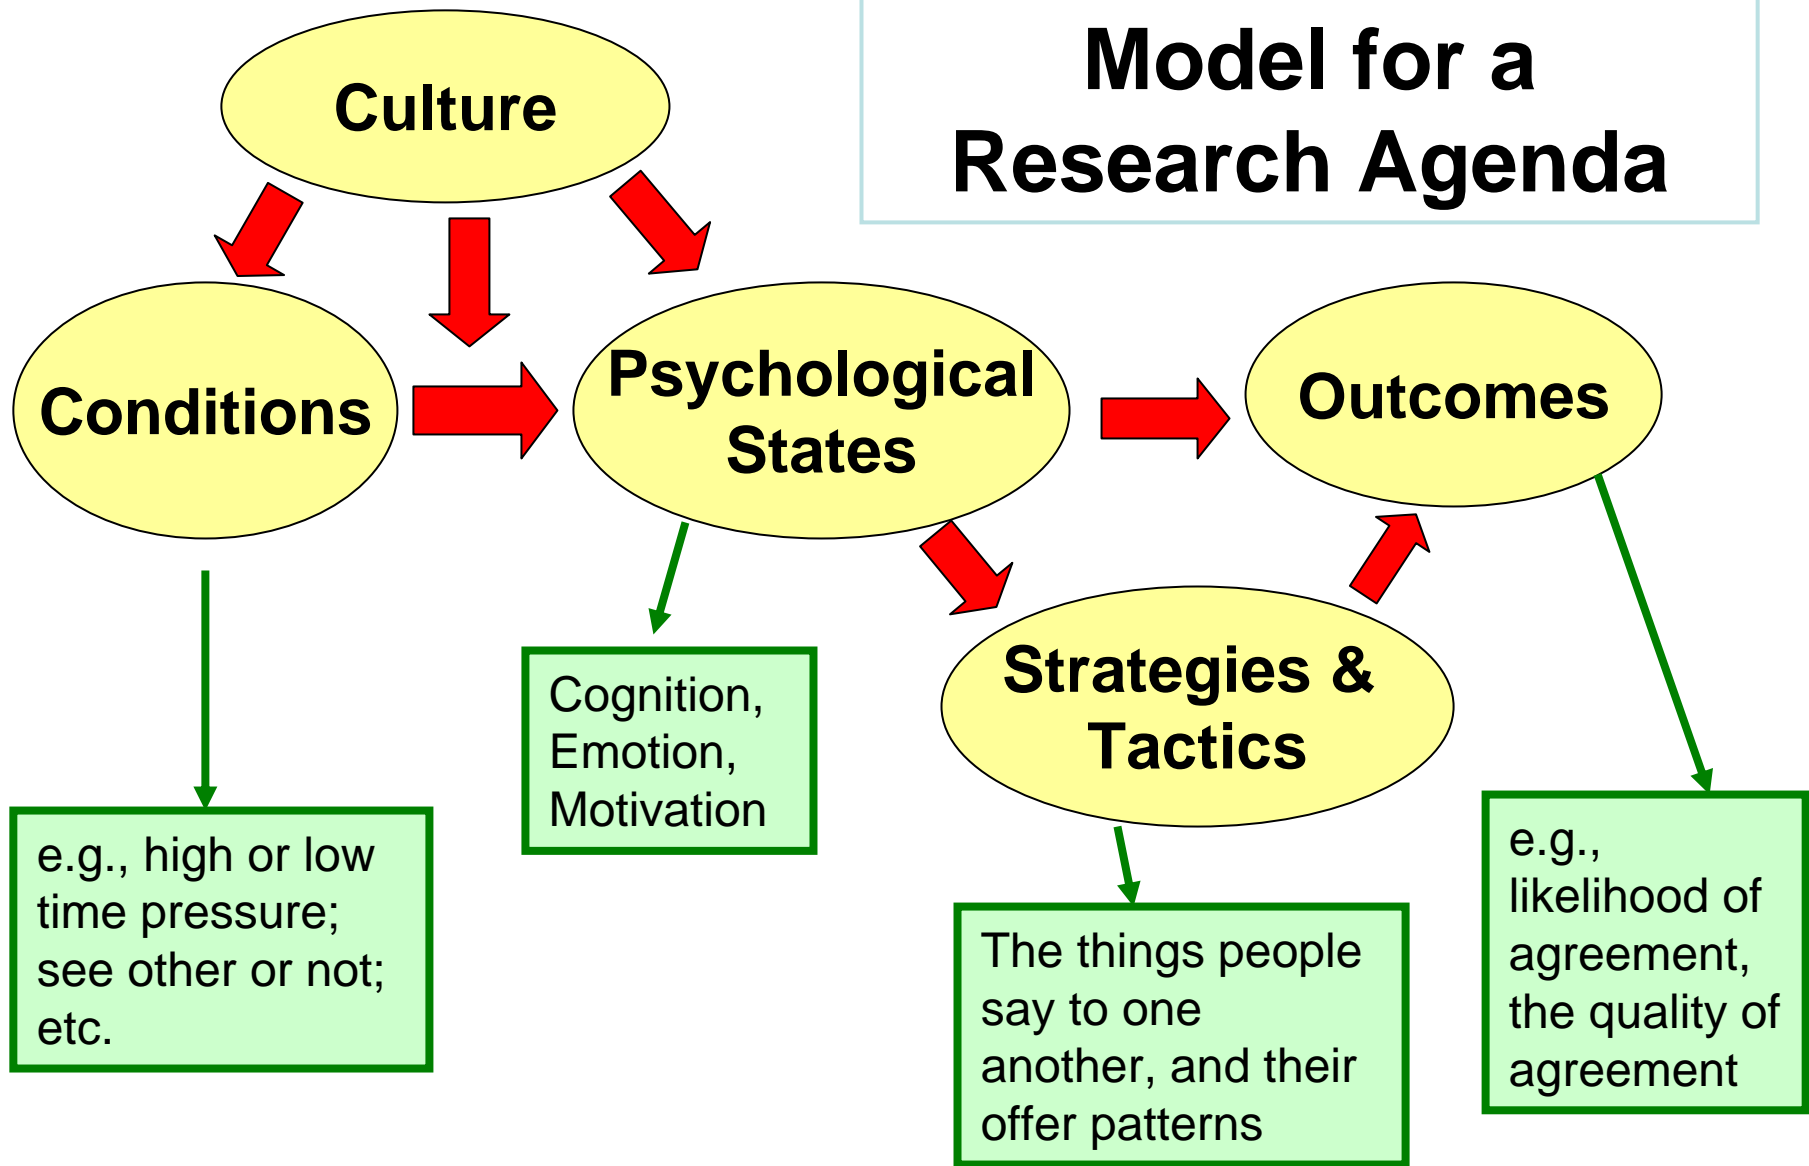 Model for a
Research Agenda
Culture
Conditions
Psychological
States
Outcomes
Strategies &
Tactics
Cognition,
Emotion,
Motivation
e.g., high or low
time pressure;
see other or not;
etc.
The things people
say to one
another, and their
offer patterns
e.g.,
likelihood of
agreement,
the quality of
agreement